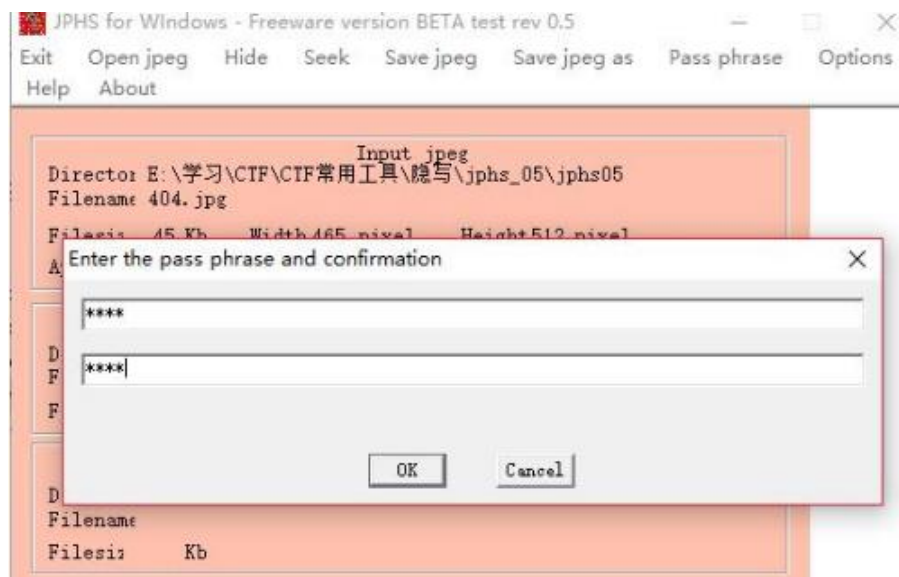 JPHS for WIndows - Freeware version BETA test rev 0.5
Exit Open jpeg Hide Seek Save jpeg Save jpeg as Pass phrase Options
Help About
Input jpeg
Director E:\学习\CTF\CTF常用工具\隐写\jphs_05\jphs05
Filename 404.jpg
Filesiz 45 Kb Width 465 pixel Height 512 pixel
Enter the pass phrase and confirmation
****
****
OK Cancel
Filename
Filesiz Kb